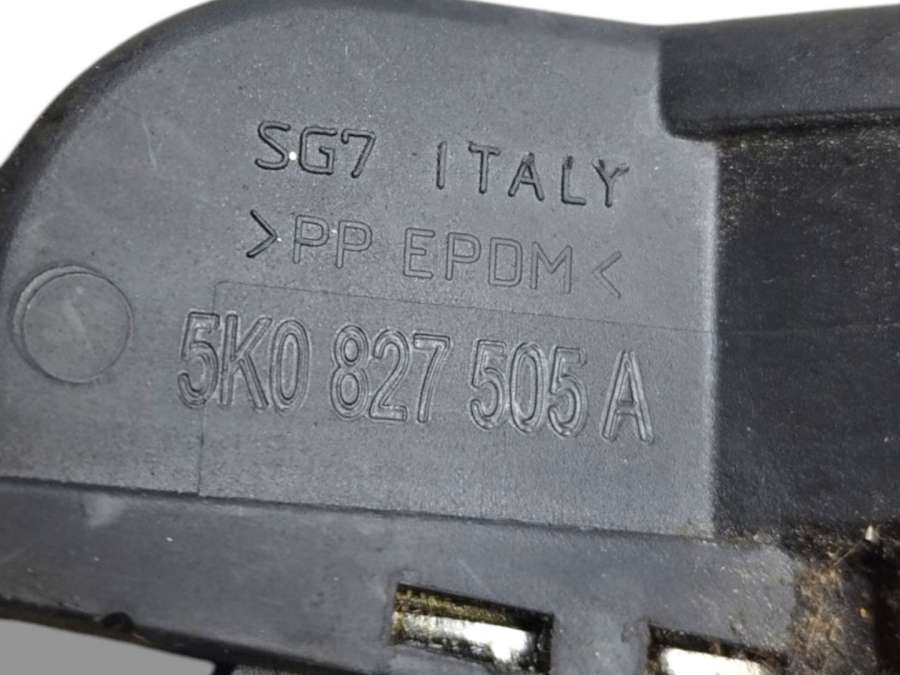 SG7 ITALY
>PP EPDM<
5K0 827 505 A